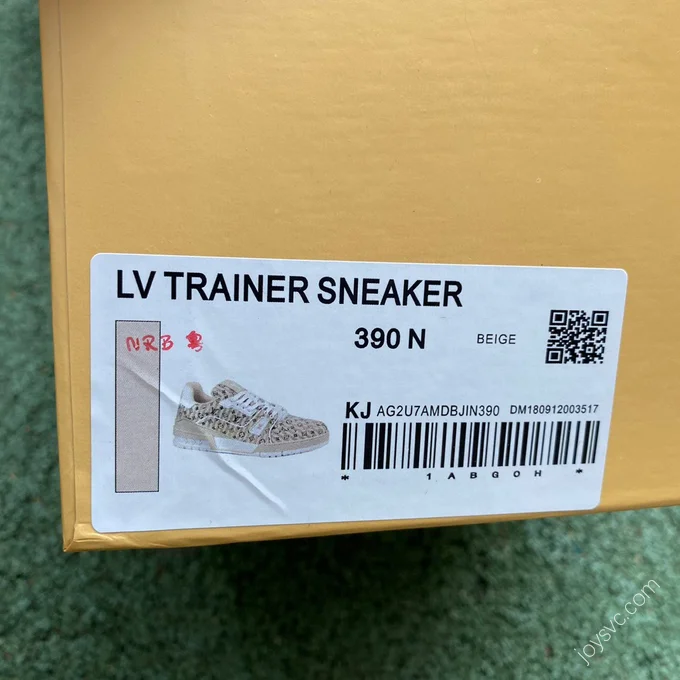 LV TRAINER SNEAKER
NRB
390 N
BEIGE
KJ AG2U7AMDBJIN390 DM180912003517
* 1 A B G O H *
joysvc.com